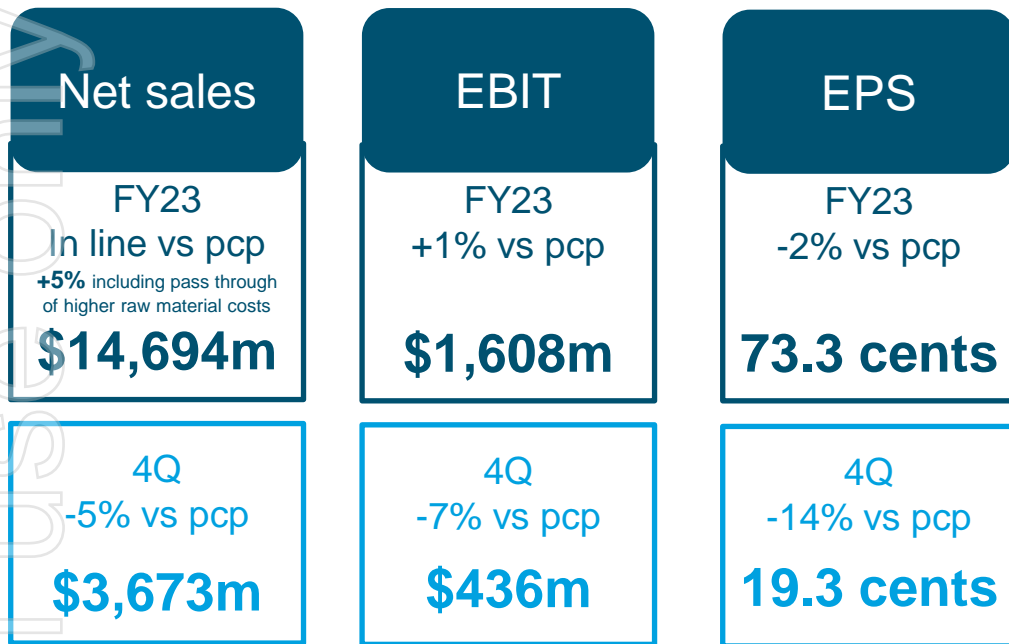 Net sales
FY23
In line vs pcp
+5% including pass through
of higher raw material costs
$14,694m
4Q
-5% vs pcp
$3,673m
EBIT
FY23
+1% vs pcp
$1,608m
4Q
-7% vs pcp
$436m
EPS
FY23
-2% vs pcp
73.3 cents
4Q
-14% vs pcp
19.3 cents
use only